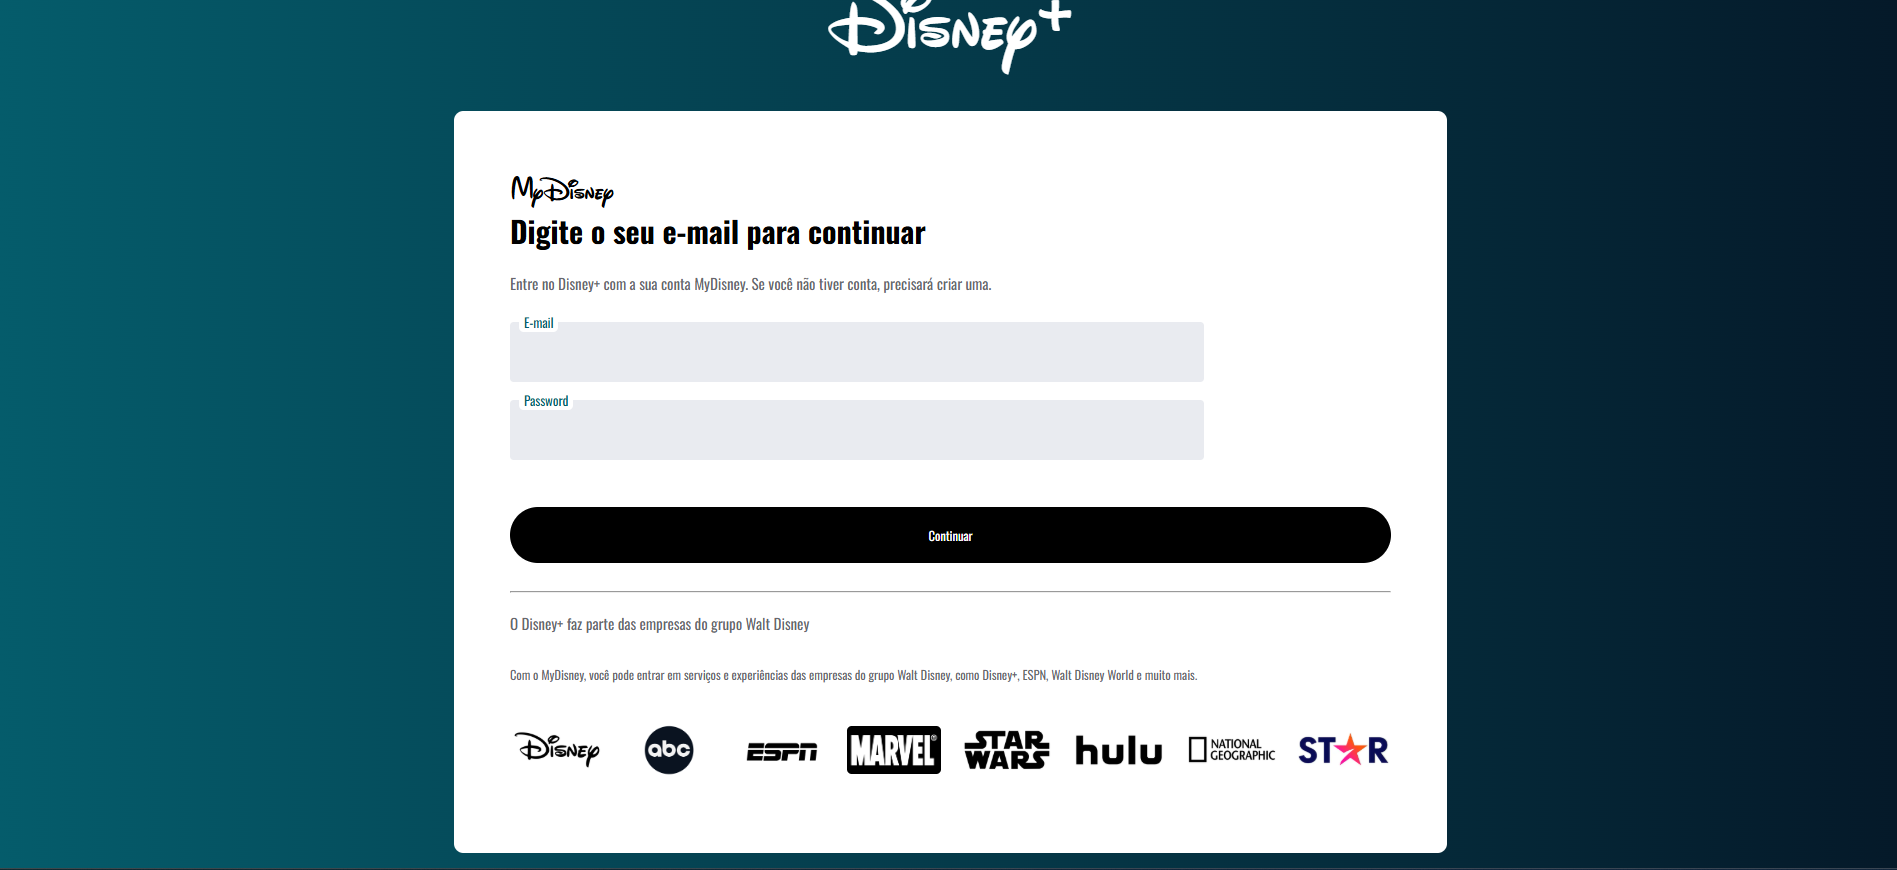 Disney+
MyDisney
Digite o seu e-mail para continuar
Entre no Disney+ com a sua conta MyDisney. Se você não tiver conta, precisará criar uma.
E-mail
Password
Continuar
O Disney+ faz parte das empresas do grupo Walt Disney
Com o MyDisney, você pode entrar em serviços e experiências das empresas do grupo Walt Disney, como Disney+, ESPN, Walt Disney World e muito mais.
Disney abc ESPN MARVEL® STAR WARS hulu NATIONAL GEOGRAPHIC STAR